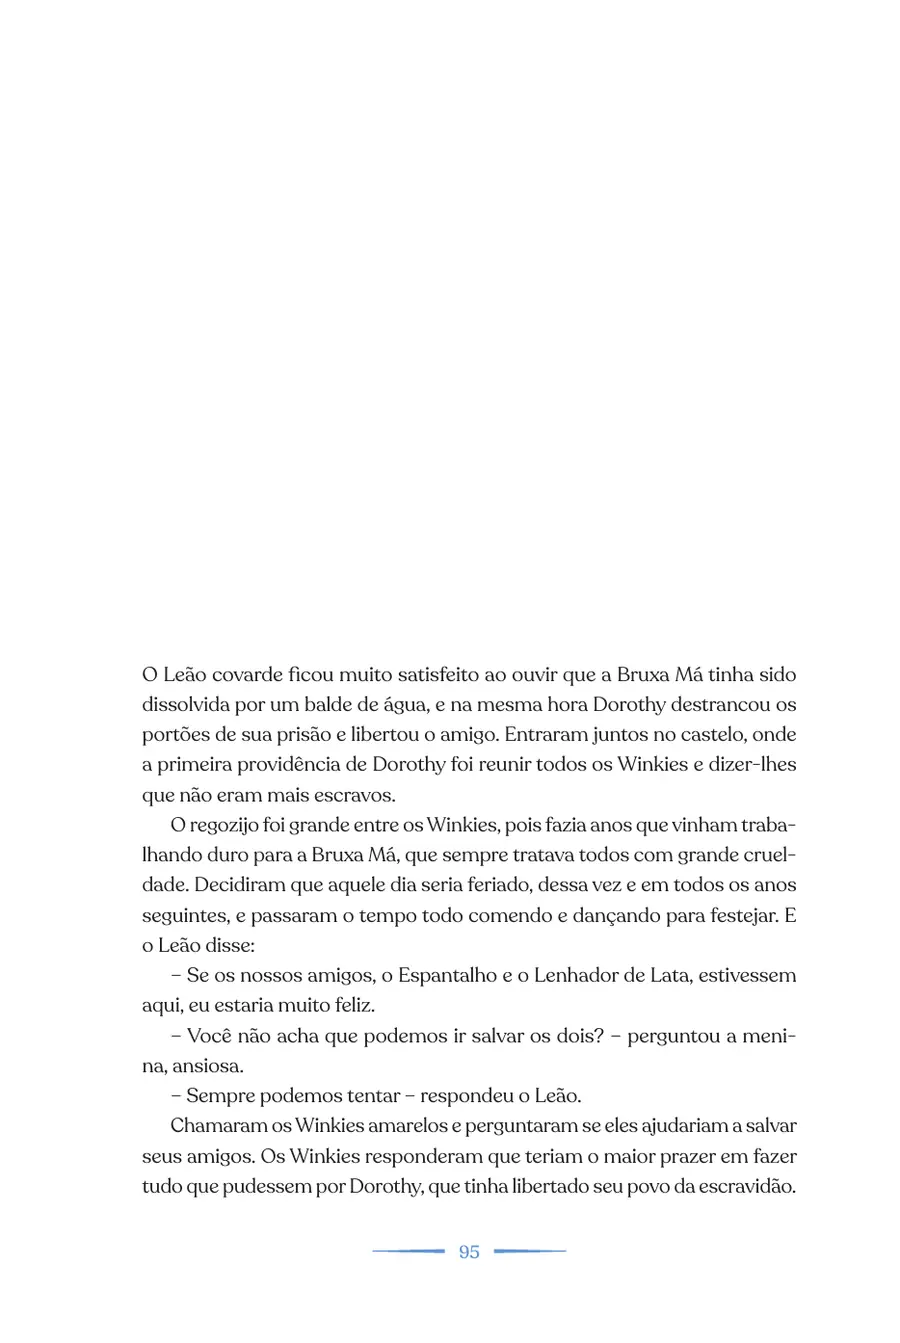 O Leão covarde ficou muito satisfeito ao ouvir que a Bruxa Má tinha sido
dissolvida por um balde de água, e na mesma hora Dorothy destrancou os
portões de sua prisão e libertou o amigo. Entraram juntos no castelo, onde
a primeira providência de Dorothy foi reunir todos os Winkies e dizer-lhes
que não eram mais escravos.
O regozijo foi grande entre os Winkies, pois fazia anos que vinham traba-
lhando duro para a Bruxa Má, que sempre tratava todos com grande cruel-
dade. Decidiram que aquele dia seria feriado, dessa vez e em todos os anos
seguintes, e passaram o tempo todo comendo e dançando para festejar. E
o Leão disse:
– Se os nossos amigos, o Espantalho e o Lenhador de Lata, estivessem
aqui, eu estaria muito feliz.
– Você não acha que podemos ir salvar os dois? – perguntou a meni-
na, ansiosa.
– Sempre podemos tentar – respondeu o Leão.
Chamaram os Winkies amarelos e perguntaram se eles ajudariam a salvar
seus amigos. Os Winkies responderam que teriam o maior prazer em fazer
tudo que pudessem por Dorothy, que tinha libertado seu povo da escravidão.
95